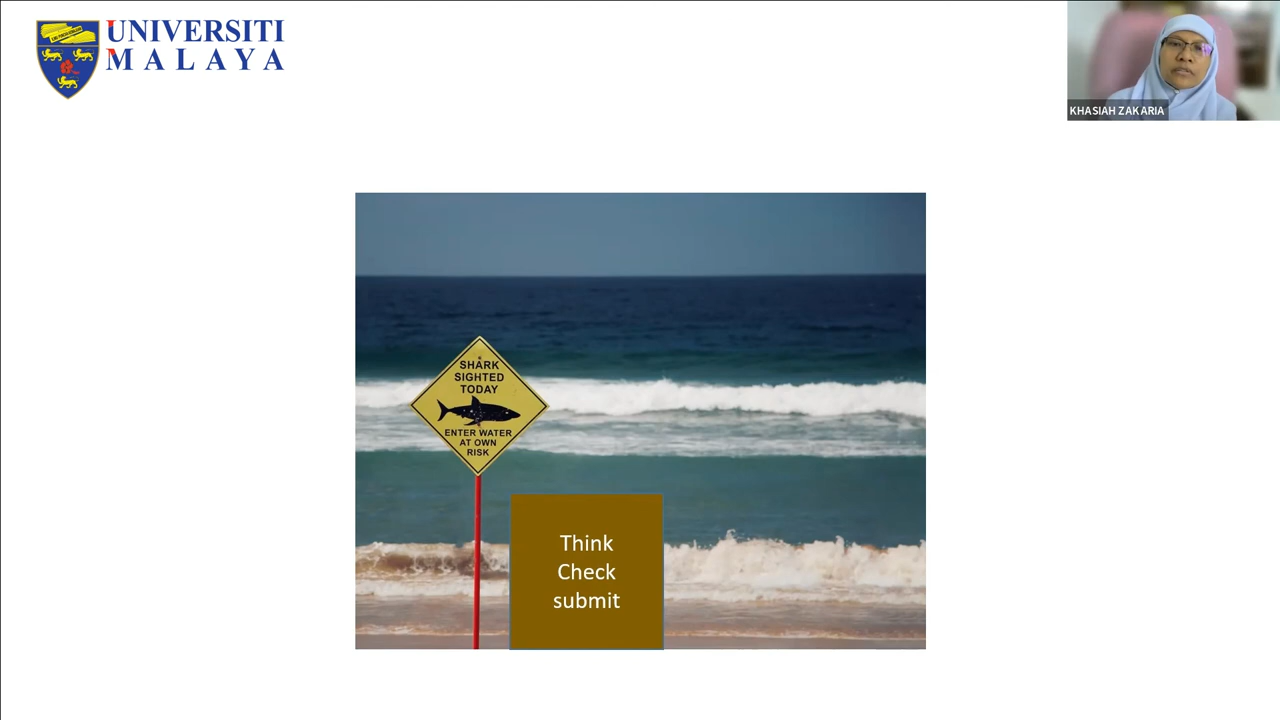 UNIVERSITI
MALAYA
KHASIAH ZAKARIA
SHARK
SIGHTED
TODAY
ENTER WATER
AT OWN
RISK
Think
Check
submit